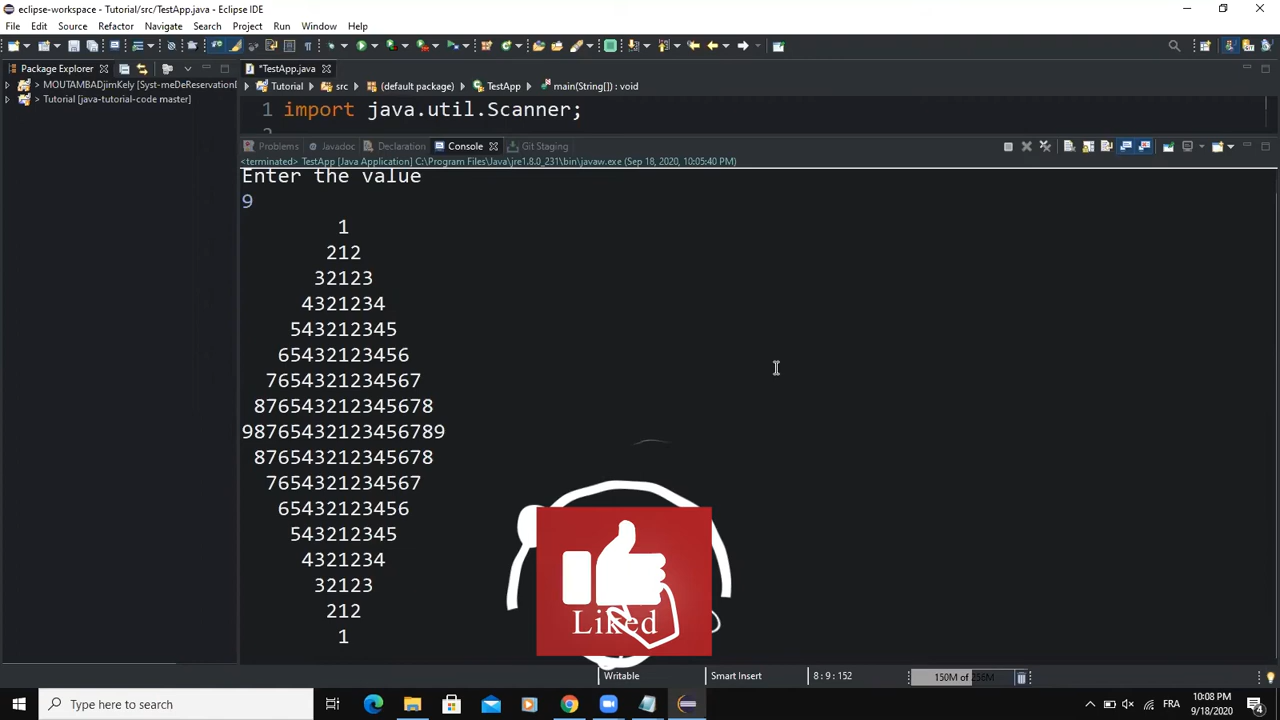 eclipse-workspace - Tutorial/src/TestApp.java - Eclipse IDE
File Edit Source Refactor Navigate Search Project Run Window Help
Package Explorer
*TestApp.java
MOUTAMBADjimKely [Syst-meDeReservationD
Tutorial [java-tutorial-code master]
Tutorial src (default package) TestApp main(String[]) : void
1 import java.util.Scanner;
2
Problems Javadoc Declaration Console Git Staging
<terminated> TestApp [Java Application] C:\Program Files\Java\jre1.8.0_231\bin\javaw.exe (Sep 18, 2020, 10:05:40 PM)
Enter the value
9
1
212
32123
4321234
543212345
65432123456
7654321234567
876543212345678
98765432123456789
876543212345678
7654321234567
65432123456
543212345
4321234
32123
212
1
Liked
Writable Smart Insert 8 : 9 : 152 150M of 256M
Type here to search
FRA
10:08 PM
9/18/2020
4